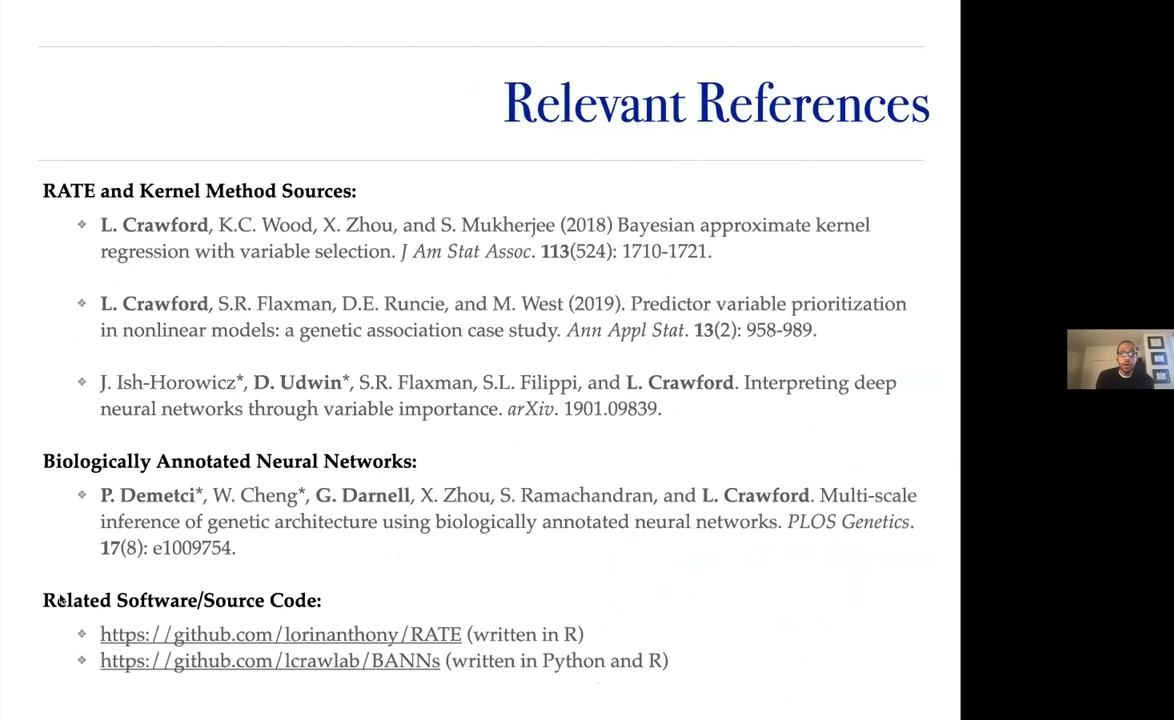 Relevant References
RATE and Kernel Method Sources:
L. Crawford, K.C. Wood, X. Zhou, and S. Mukherjee (2018) Bayesian approximate kernel
regression with variable selection. J Am Stat Assoc. 113(524): 1710-1721.
L. Crawford, S.R. Flaxman, D.E. Runcie, and M. West (2019). Predictor variable prioritization
in nonlinear models: a genetic association case study. Ann Appl Stat. 13(2): 958-989.
J. Ish-Horowicz*, D. Udwin*, S.R. Flaxman, S.L. Filippi, and L. Crawford. Interpreting deep
neural networks through variable importance. arXiv. 1901.09839.
Biologically Annotated Neural Networks:
P. Demetci*, W. Cheng*, G. Darnell, X. Zhou, S. Ramachandran, and L. Crawford. Multi-scale
inference of genetic architecture using biologically annotated neural networks. PLOS Genetics.
17(8): e1009754.
Related Software/Source Code:
https://github.com/lorinanthony/RATE (written in R)
https://github.com/lcrawlab/BANNs (written in Python and R)